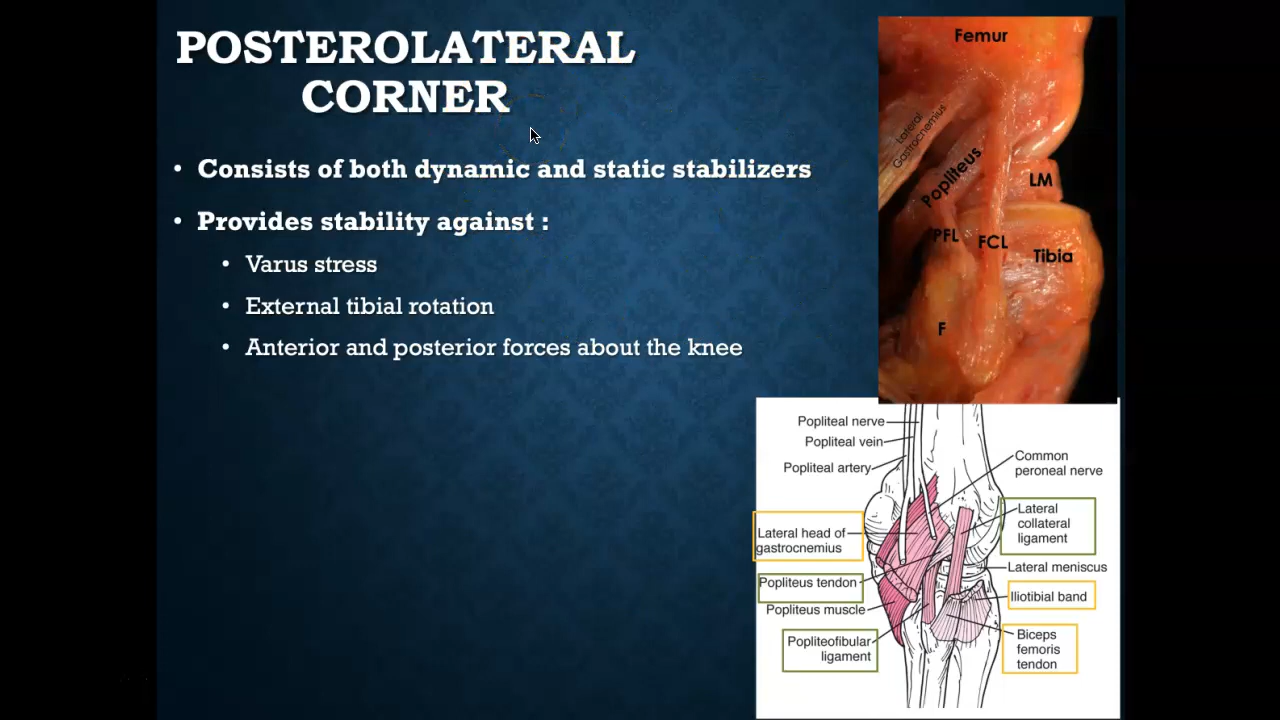 POSTEROLATERAL
CORNER
• Consists of both dynamic and static stabilizers
• Provides stability against :
• Varus stress
• External tibial rotation
• Anterior and posterior forces about the knee
Femur
Lateral
Gastrocnemius
Popliteus
LM
PFL
FCL
Tibia
F
Popliteal nerve
Popliteal vein
Popliteal artery
Common
peroneal nerve
Lateral head of
gastrocnemius
Lateral
collateral
ligament
Popliteus tendon
Lateral meniscus
Popliteus muscle
Iliotibial band
Popliteofibular
ligament
Biceps
femoris
tendon